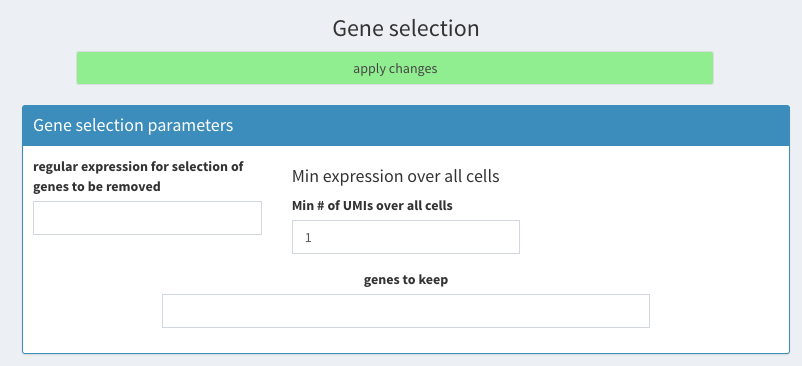 Gene selection
apply changes
Gene selection parameters
regular expression for selection of
genes to be removed
Min expression over all cells
Min # of UMIs over all cells
1
genes to keep